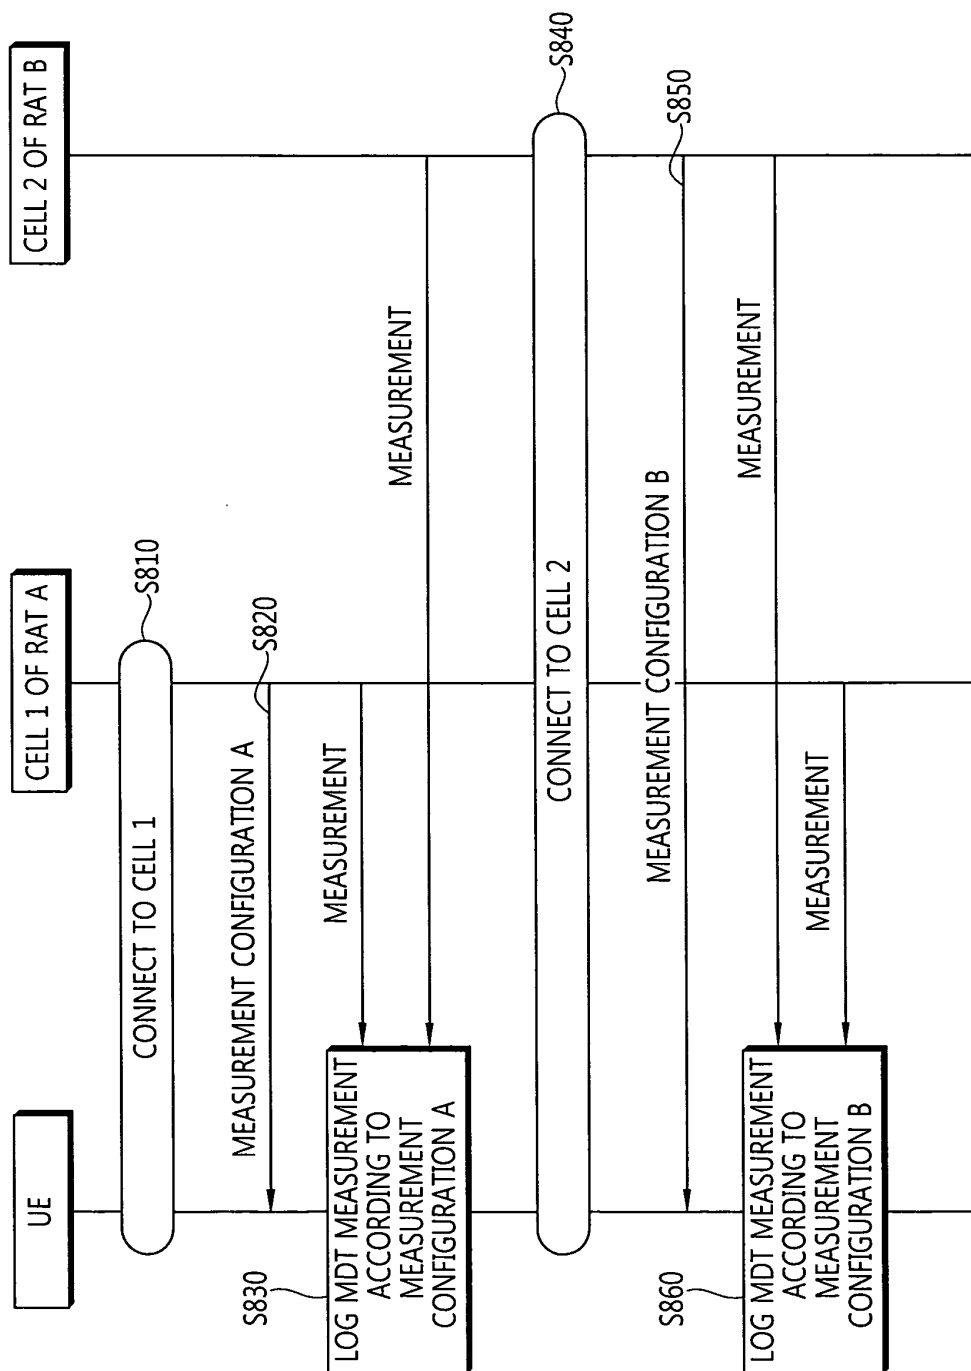 UE
CELL 1 OF RAT A
CELL 2 OF RAT B
CONNECT TO CELL 1
S810
MEASUREMENT CONFIGURATION A
S820
S830
LOG MDT MEASUREMENT
ACCORDING TO
MEASUREMENT
CONFIGURATION A
MEASUREMENT
MEASUREMENT
CONNECT TO CELL 2
S840
MEASUREMENT CONFIGURATION B
S850
S860
LOG MDT MEASUREMENT
ACCORDING TO
MEASUREMENT
CONFIGURATION B
MEASUREMENT
MEASUREMENT